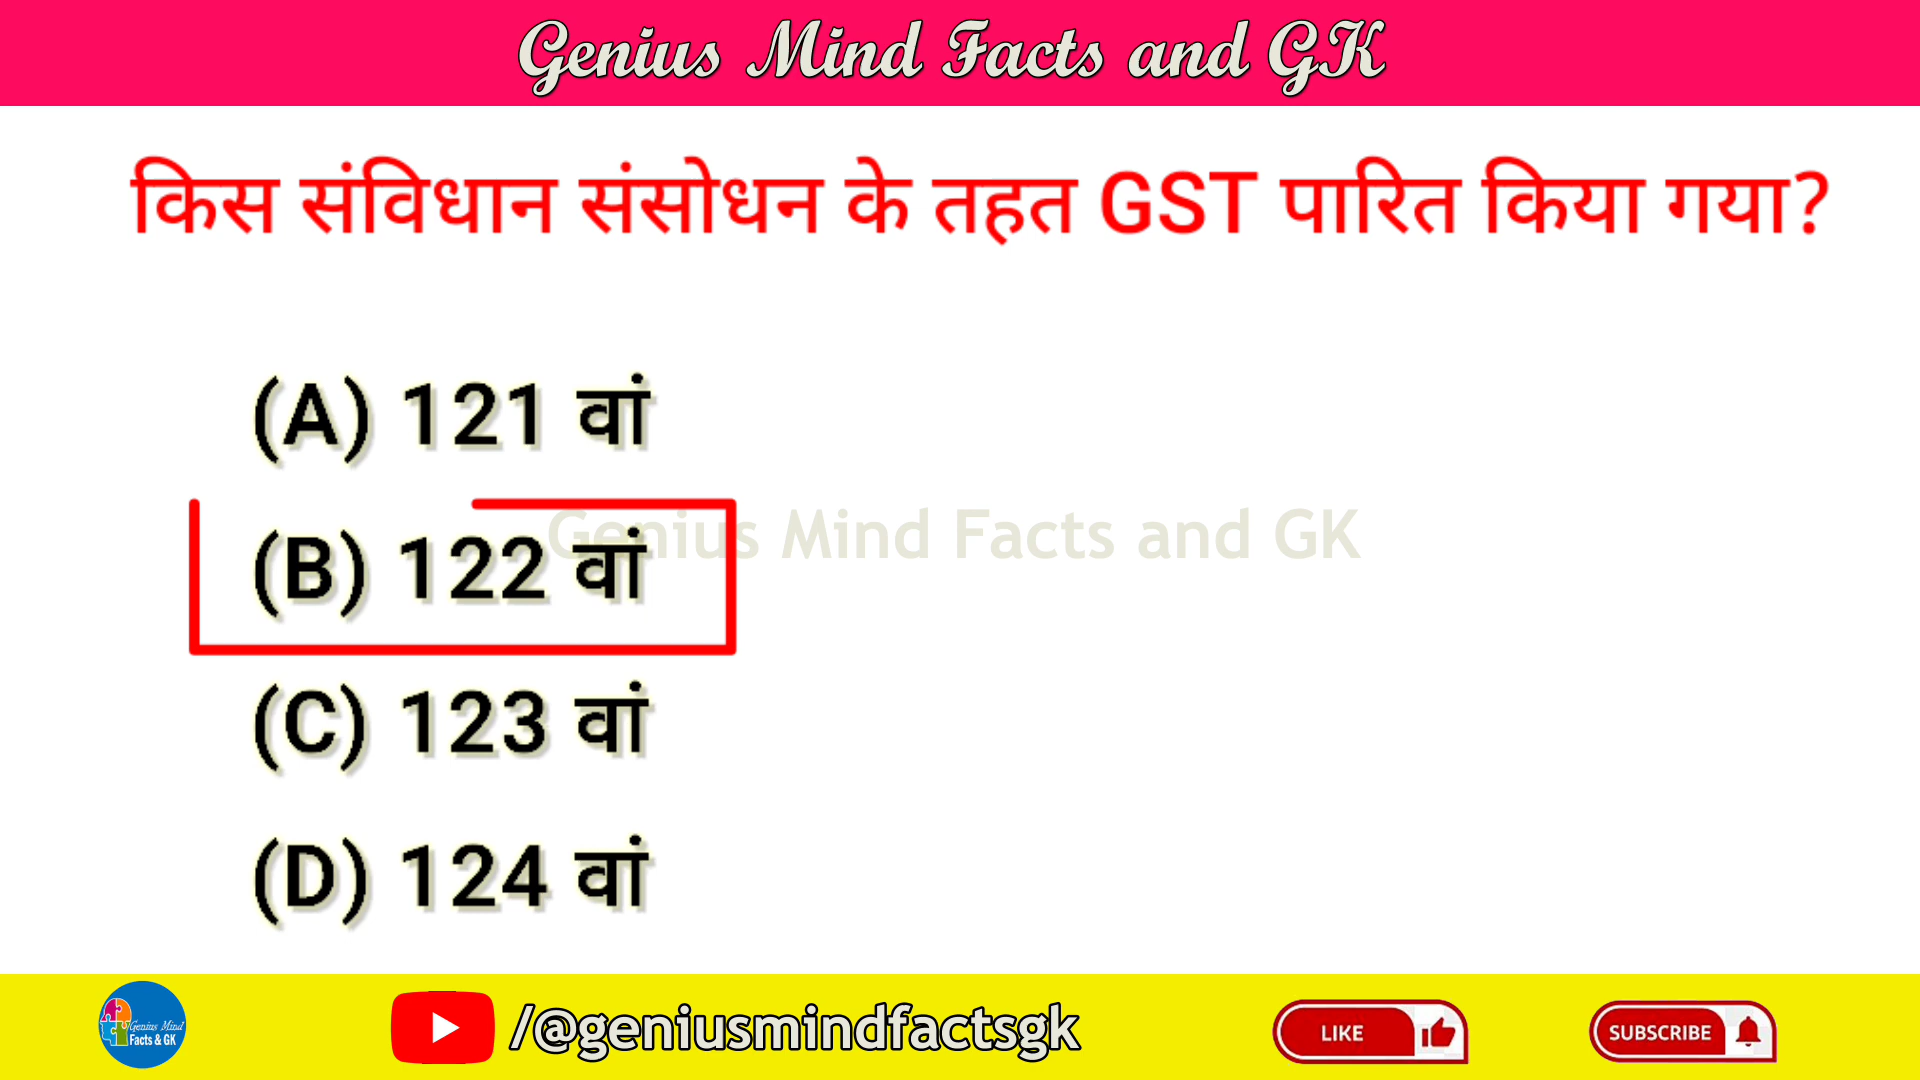 Genius Mind Facts and GK
किस संविधान संसोधन के तहत GST पारित किया गया?
(A) 121 वां
(B) 122 वां
Genius Mind Facts and GK
(C) 123 वां
(D) 124 वां
Genius Mind
Facts & GK
/@geniusmindfactsgk
LIKE
SUBSCRIBE